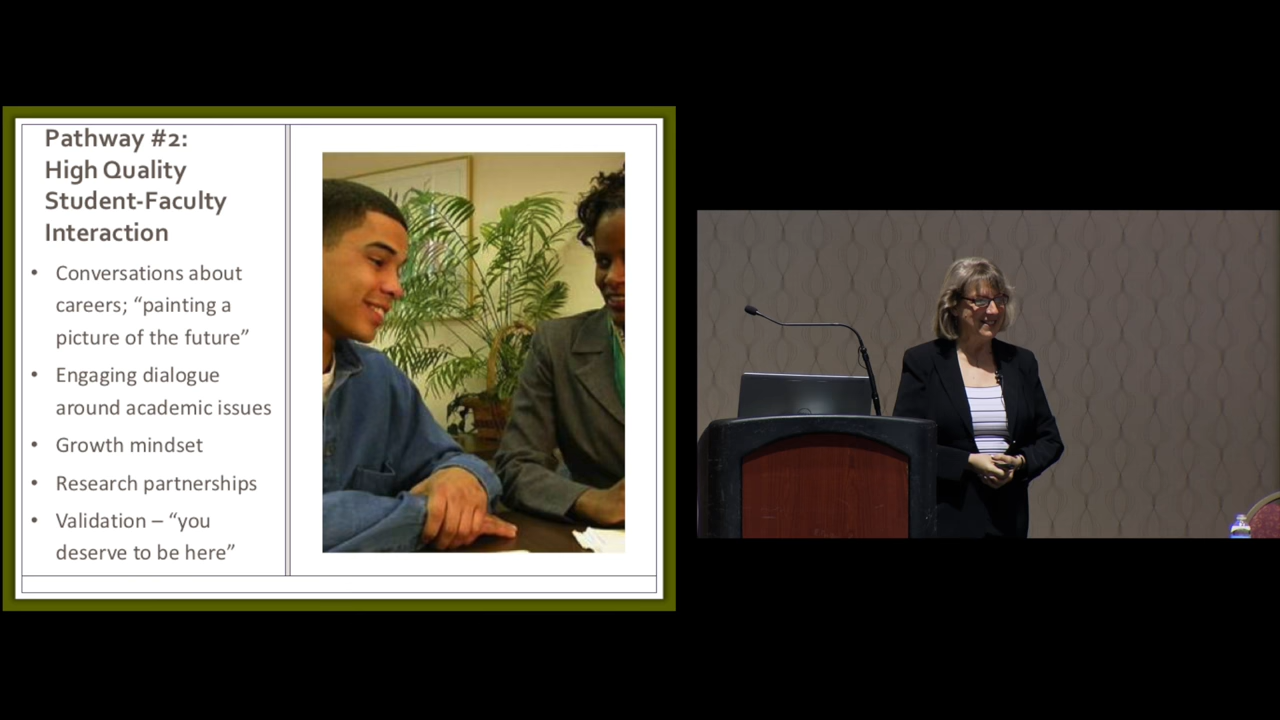 Pathway #2:
High Quality
Student-Faculty
Interaction
• Conversations about
careers; “painting a
picture of the future”
• Engaging dialogue
around academic issues
• Growth mindset
• Research partnerships
• Validation – “you
deserve to be here”